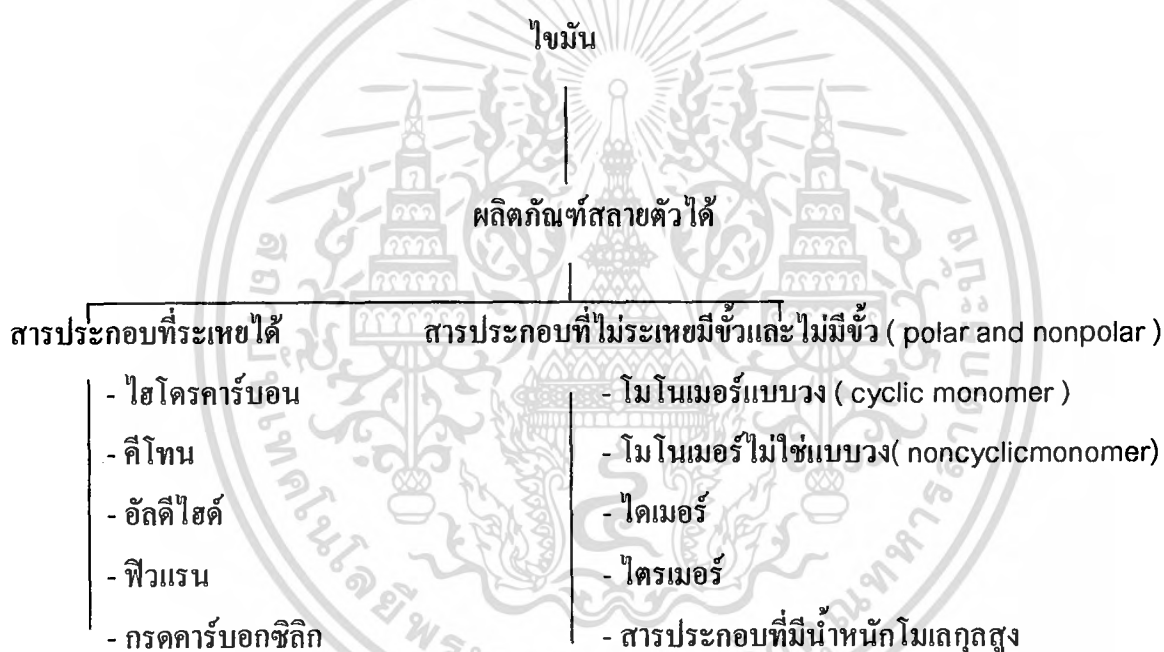 ไขมัน
ผลิตภัณฑ์สลายตัวได้
สารประกอบที่ระเหยได้
- ไฮโดรคาร์บอน
- คีโทน
- อัลดีไฮด์
- ฟิวแรน
- กรดคาร์บอกซิลิก
สารประกอบที่ไม่ระเหยมีขั้วและไม่มีขั้ว ( polar and nonpolar )
- โมโนเมอร์แบบวง ( cyclic monomer )
- โมโนเมอร์ไม่ใช่แบบวง( noncyclicmonomer)
- ไดเมอร์
- ไตรเมอร์
- สารประกอบที่มีน้ำหนักโมเลกุลสูง